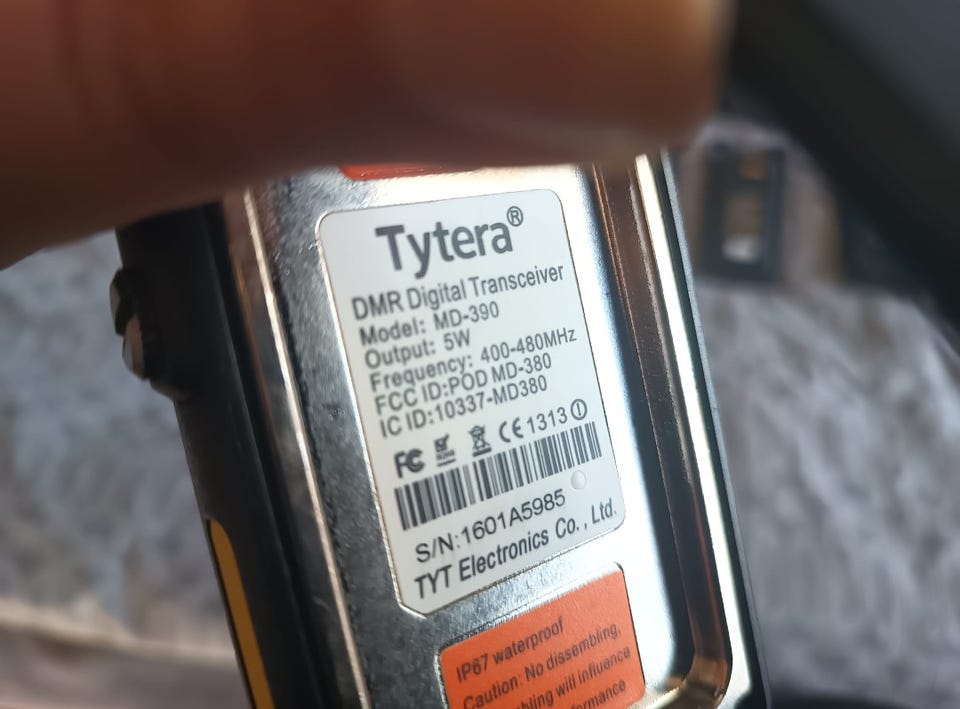 Tytera®
DMR Digital Transceiver
Model: MD-390
Output: 5W
Frequency: 400-480MHz
FCC ID:POD MD-380
IC ID:10337-MD380
FC CE1313
S/N:1601A5985
TYT Electronics Co., Ltd.
IP67 waterproof
Caution: No dissembling,
will influence